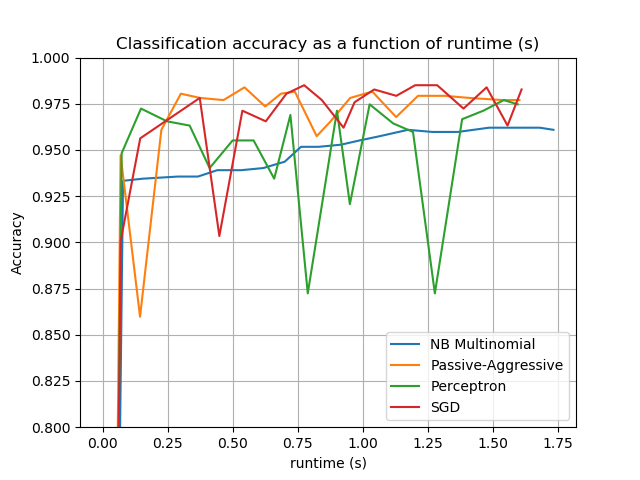 Classification accuracy as a function of runtime (s)
1.000
0.975
0.950
0.925
0.900
0.875
0.850
0.825
0.800
Accuracy
NB Multinomial
Passive-Aggressive
Perceptron
SGD
0.00 0.25 0.50 0.75 1.00 1.25 1.50 1.75
runtime (s)